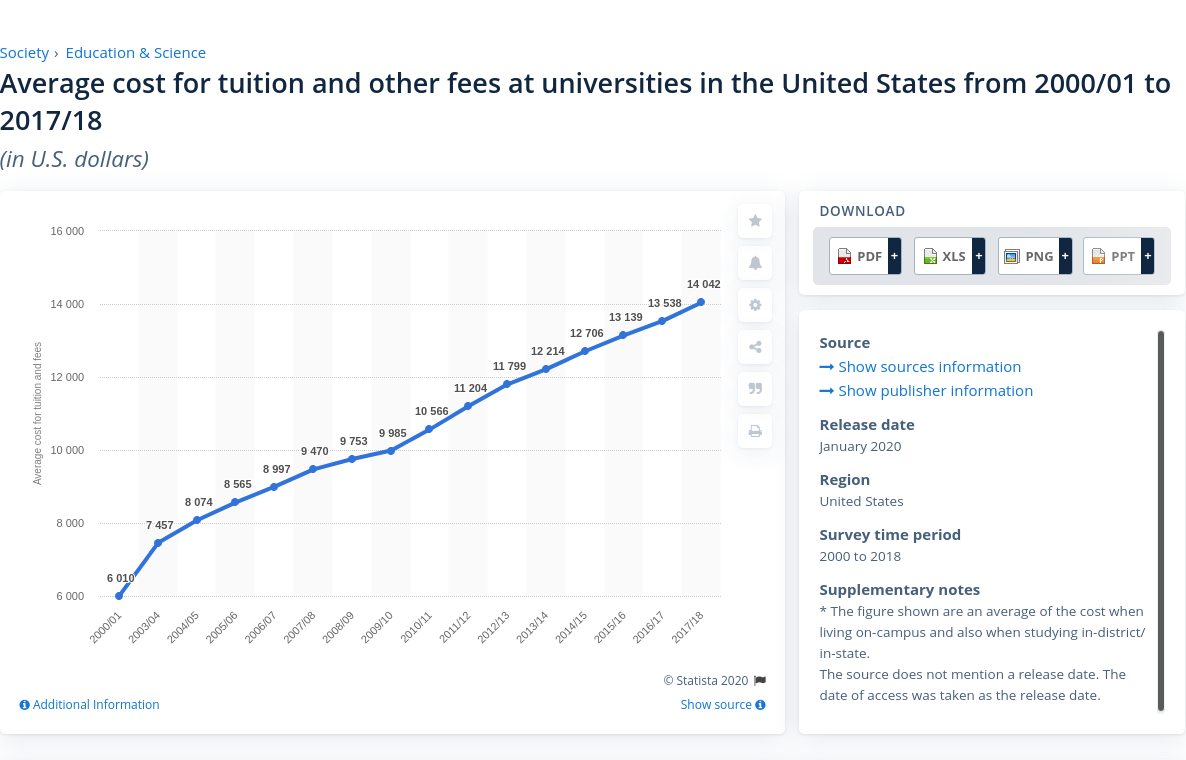 Society › Education & Science
Average cost for tuition and other fees at universities in the United States from 2000/01 to
2017/18
(in U.S. dollars)
16 000
14 000
12 000
10 000
8 000
6 000
Average cost for tuition and fees
6 010
7 457
8 074
8 565
8 997
9 470
9 753
9 985
10 566
11 204
11 799
12 214
12 706
13 139
13 538
14 042
2000/01
2003/04
2004/05
2005/06
2006/07
2007/08
2008/09
2009/10
2010/11
2011/12
2012/13
2013/14
2014/15
2015/16
2016/17
2017/18
© Statista 2020
Additional Information
Show source
DOWNLOAD
PDF + XLS + PNG + PPT +
Source
Show sources information
Show publisher information
Release date
January 2020
Region
United States
Survey time period
2000 to 2018
Supplementary notes
* The figure shown are an average of the cost when
living on-campus and also when studying in-district/
in-state.
The source does not mention a release date. The
date of access was taken as the release date.